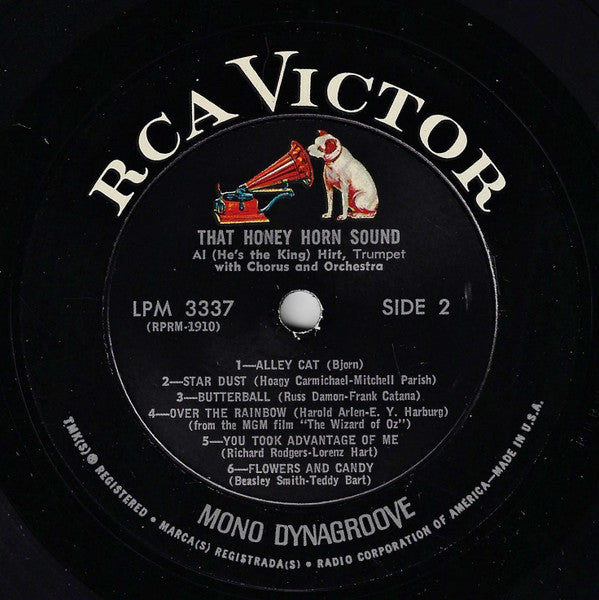 RCA VICTOR
THAT HONEY HORN SOUND
Al (He's the King) Hirt, Trumpet
with Chorus and Orchestra
LPM 3337
(RPRM-1910)
SIDE 2
1—ALLEY CAT (Bjorn)
2—STAR DUST (Hoagy Carmichael-Mitchell Parish)
3—BUTTERBALL (Russ Damon-Frank Catana)
4—OVER THE RAINBOW (Harold Arlen-E. Y. Harburg)
(from the MGM film "The Wizard of Oz")
5—YOU TOOK ADVANTAGE OF ME
(Richard Rodgers-Lorenz Hart)
6—FLOWERS AND CANDY
(Beasley Smith-Teddy Bart)
MONO DYNAGROOVE
TMK(S) ® REGISTERED • MARCA(S) REGISTRADA(S) • RADIO CORPORATION OF AMERICA—MADE IN U.S.A.